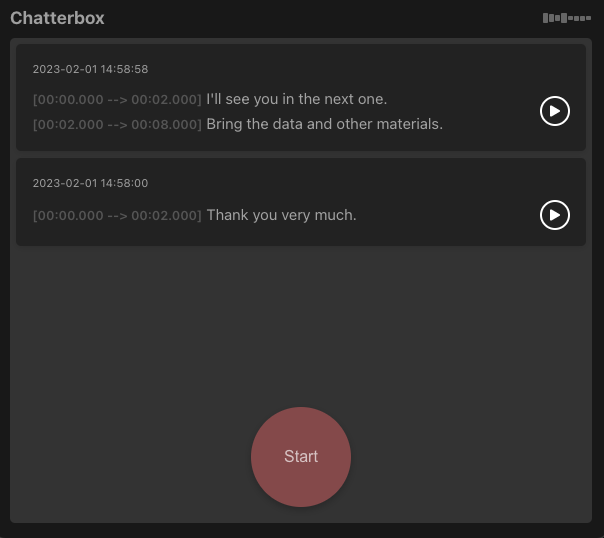 Chatterbox
2023-02-01 14:58:58
[00:00.000 --> 00:02.000] I'll see you in the next one.
[00:02.000 --> 00:08.000] Bring the data and other materials.
2023-02-01 14:58:00
[00:00.000 --> 00:02.000] Thank you very much.
Start